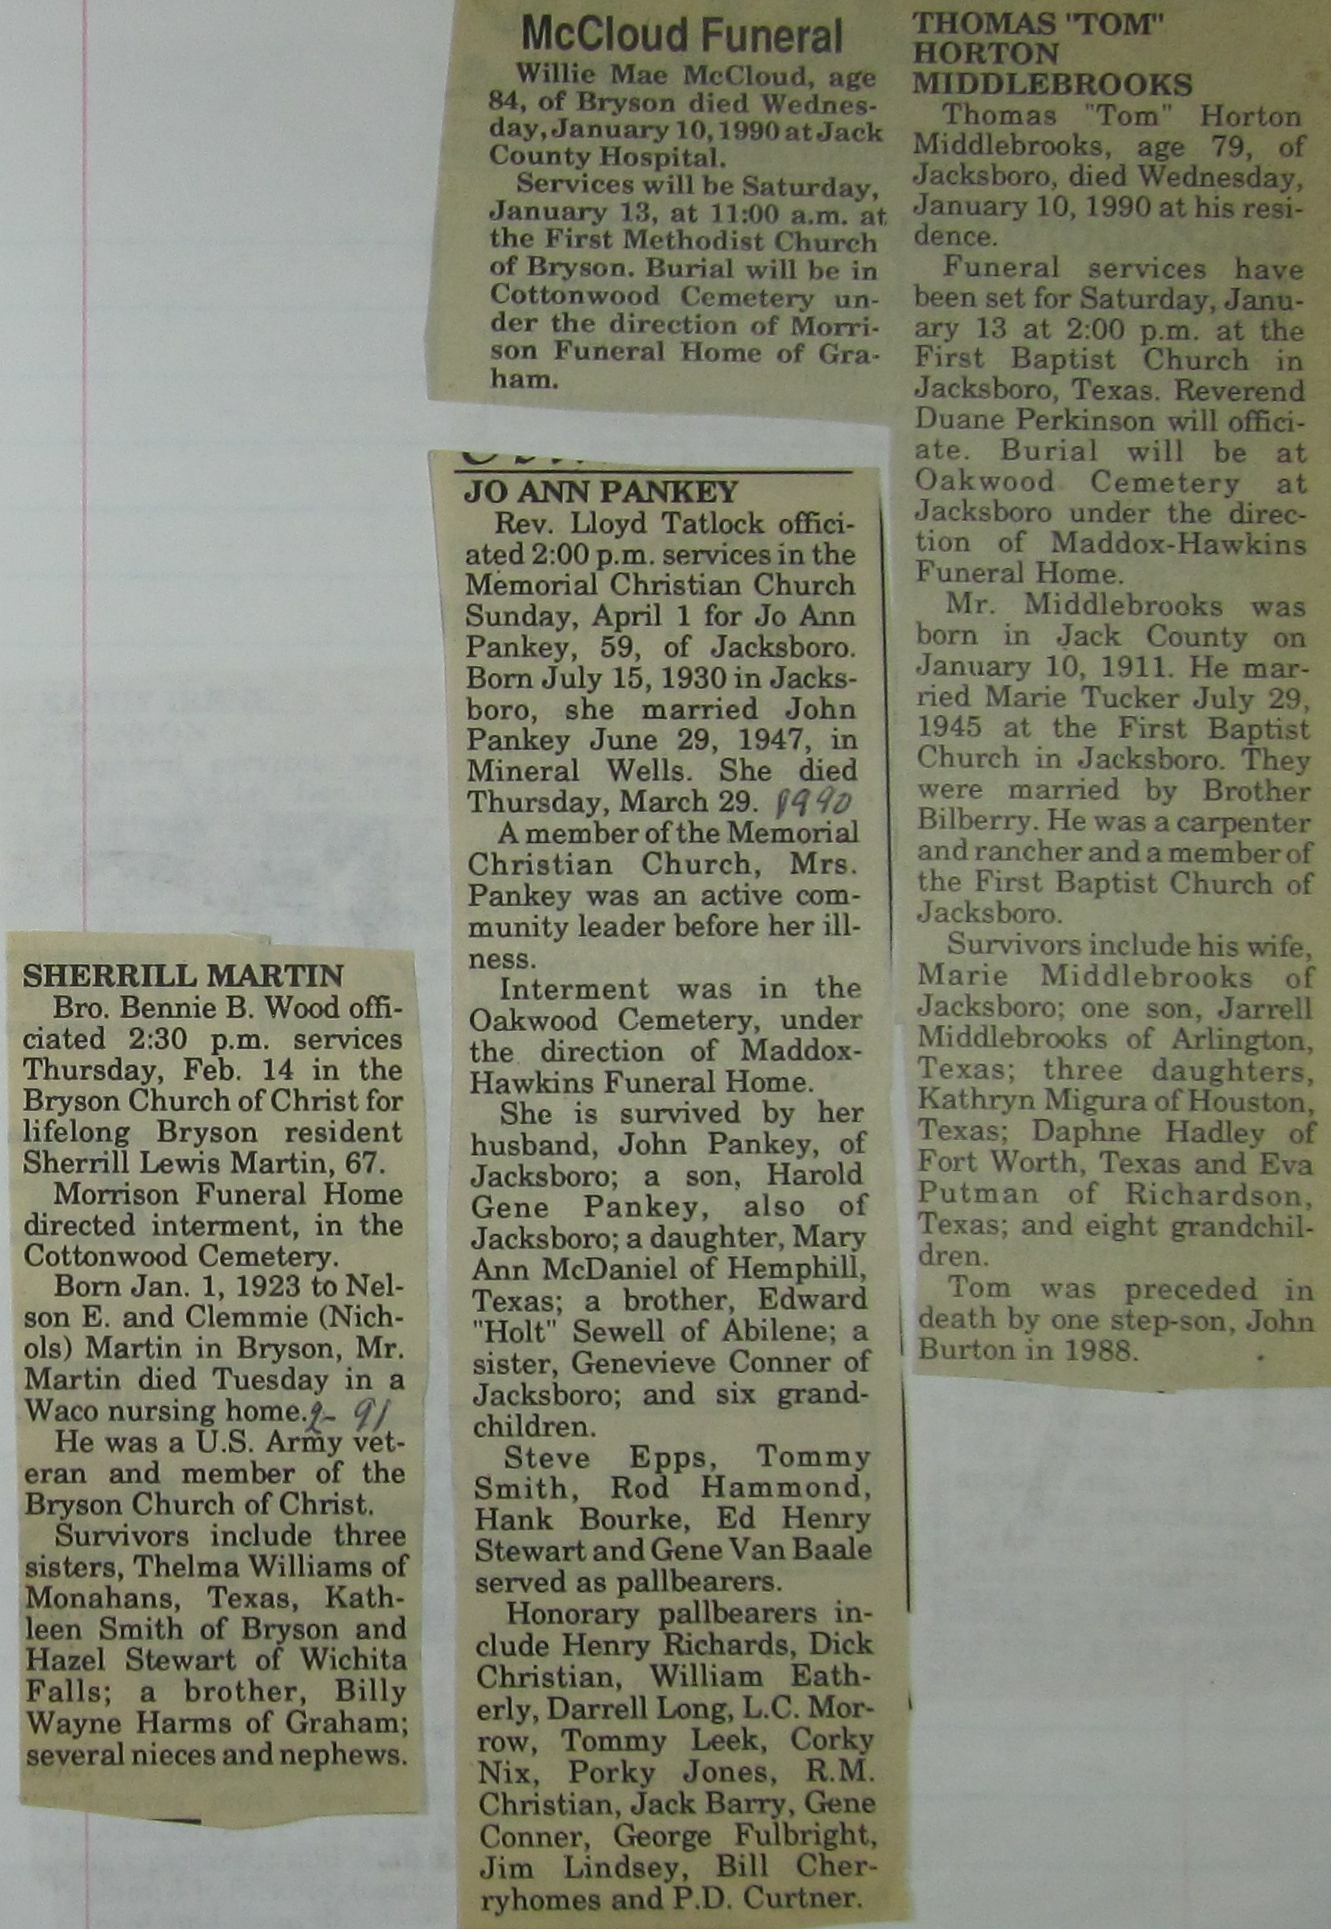 McCloud Funeral
Willie Mae McCloud, age
84, of Bryson died Wednes-
day, January 10, 1990 at Jack
County Hospital.
Services will be Saturday,
January 13, at 11:00 a.m. at
the First Methodist Church
of Bryson. Burial will be in
Cottonwood Cemetery un-
der the direction of Morri-
son Funeral Home of Gra-
ham.
THOMAS "TOM"
HORTON
MIDDLEBROOKS
Thomas "Tom" Horton
Middlebrooks, age 79, of
Jacksboro, died Wednesday,
January 10, 1990 at his resi-
dence.
Funeral services have
been set for Saturday, Janu-
ary 13 at 2:00 p.m. at the
First Baptist Church in
Jacksboro, Texas. Reverend
Duane Perkinson will offici-
ate. Burial will be at
Oakwood Cemetery at
Jacksboro under the direc-
tion of Maddox-Hawkins
Funeral Home.
Mr. Middlebrooks was
born in Jack County on
January 10, 1911. He mar-
ried Marie Tucker July 29,
1945 at the First Baptist
Church in Jacksboro. They
were married by Brother
Bilberry. He was a carpenter
and rancher and a member of
the First Baptist Church of
Jacksboro.
Survivors include his wife,
Marie Middlebrooks of
Jacksboro; one son, Jarrell
Middlebrooks of Arlington,
Texas; three daughters,
Kathryn Migura of Houston,
Texas; Daphne Hadley of
Fort Worth, Texas and Eva
Putman of Richardson,
Texas; and eight grandchil-
dren.
Tom was preceded in
death by one step-son, John
Burton in 1988.
JO ANN PANKEY
Rev. Lloyd Tatlock offici-
ated 2:00 p.m. services in the
Memorial Christian Church
Sunday, April 1 for Jo Ann
Pankey, 59, of Jacksboro.
Born July 15, 1930 in Jacks-
boro, she married John
Pankey June 29, 1947, in
Mineral Wells. She died
Thursday, March 29. 1990
A member of the Memorial
Christian Church, Mrs.
Pankey was an active com-
munity leader before her ill-
ness.
Interment was in the
Oakwood Cemetery, under
the direction of Maddox-
Hawkins Funeral Home.
She is survived by her
husband, John Pankey, of
Jacksboro; a son, Harold
Gene Pankey, also of
Jacksboro; a daughter, Mary
Ann McDaniel of Hemphill,
Texas; a brother, Edward
"Holt" Sewell of Abilene; a
sister, Genevieve Conner of
Jacksboro; and six grand-
children.
Steve Epps, Tommy
Smith, Rod Hammond,
Hank Bourke, Ed Henry
Stewart and Gene Van Baale
served as pallbearers.
Honorary pallbearers in-
clude Henry Richards, Dick
Christian, William Eath-
erly, Darrell Long, L.C. Mor-
row, Tommy Leek, Corky
Nix, Porky Jones, R.M.
Christian, Jack Barry, Gene
Conner, George Fulbright,
Jim Lindsey, Bill Cher-
ryhomes and P.D. Curtner.
SHERRILL MARTIN
Bro. Bennie B. Wood offi-
ciated 2:30 p.m. services
Thursday, Feb. 14 in the
Bryson Church of Christ for
lifelong Bryson resident
Sherrill Lewis Martin, 67.
Morrison Funeral Home
directed interment, in the
Cottonwood Cemetery.
Born Jan. 1, 1923 to Nel-
son E. and Clemmie (Nich-
ols) Martin in Bryson, Mr.
Martin died Tuesday in a
Waco nursing home. 2- 91
He was a U.S. Army vet-
eran and member of the
Bryson Church of Christ.
Survivors include three
sisters, Thelma Williams of
Monahans, Texas, Kath-
leen Smith of Bryson and
Hazel Stewart of Wichita
Falls; a brother, Billy
Wayne Harms of Graham;
several nieces and nephews.